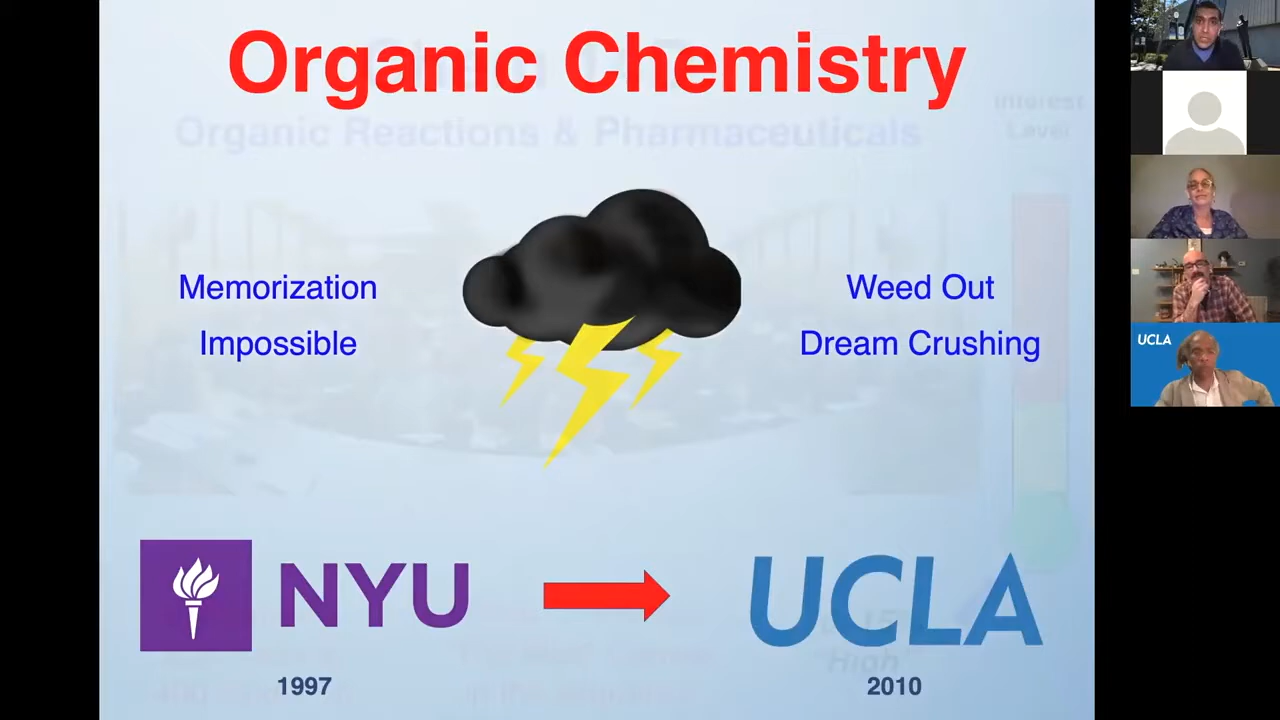 Organic Chemistry
Organic Reactions & Pharmaceuticals
Interest
Level
Memorization
Impossible
Weed Out
Dream Crushing
NYU
1997
UCLA
2010
"High"
UCLA